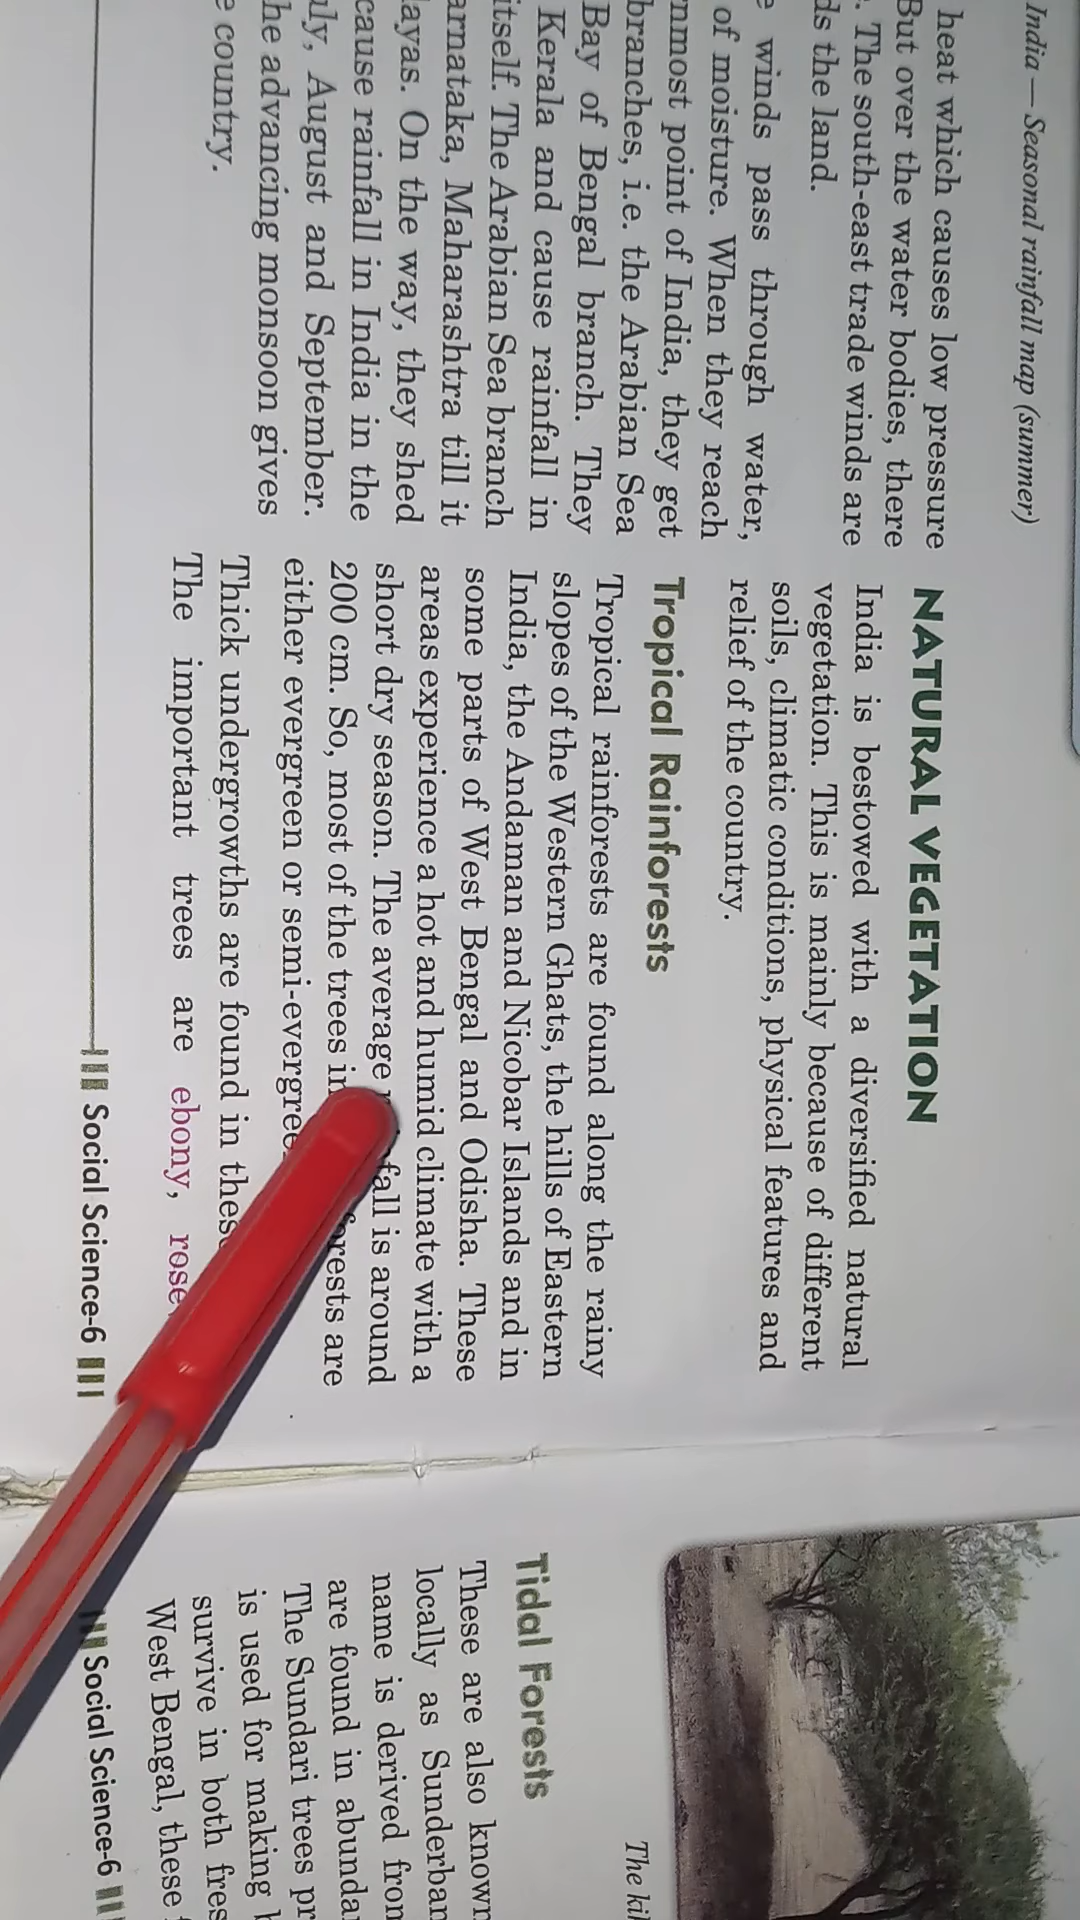 India — Seasonal rainfall map (summer)
heat which causes low pressure
But over the water bodies, there
. The south-east trade winds are
ds the land.
e winds pass through water,
of moisture. When they reach
nmost point of India, they get
branches, i.e. the Arabian Sea
Bay of Bengal branch. They
Kerala and cause rainfall in
itself. The Arabian Sea branch
arnataka, Maharashtra till it
layas. On the way, they shed
cause rainfall in India in the
uly, August and September.
he advancing monsoon gives
e country.
NATURAL VEGETATION
India is bestowed with a diversified natural
vegetation. This is mainly because of different
soils, climatic conditions, physical features and
relief of the country.
Tropical Rainforests
Tropical rainforests are found along the rainy
slopes of the Western Ghats, the hills of Eastern
India, the Andaman and Nicobar Islands and in
some parts of West Bengal and Odisha. These
areas experience a hot and humid climate with a
short dry season. The average fall is around
200 cm. So, most of the trees in forests are
either evergreen or semi-evergree
Thick undergrowths are found in thes
The important trees are ebony, rose
Social Science-6
The kil
Tidal Forests
These are also known
locally as Sunderban
name is derived from
are found in abunda
The Sundari trees pr
is used for making b
survive in both fres
West Bengal, these
Social Science-6